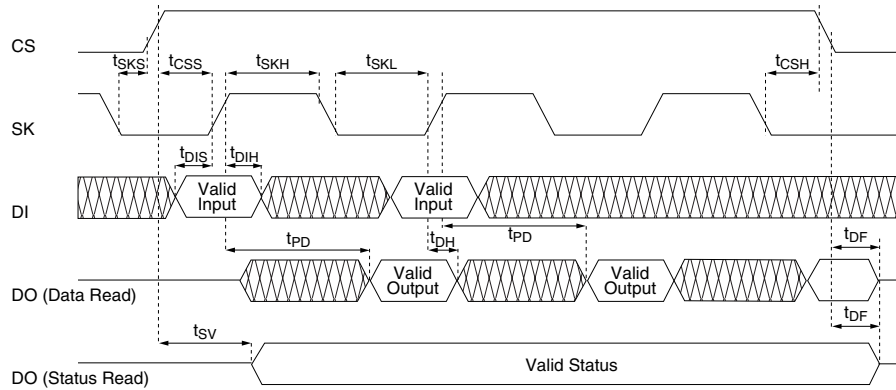 CS
tSKS
tCSS
tSKH
tSKL
tCSH
SK
tDIS
tDIH
DI
Valid
Input
Valid
Input
tPD
tDH
tPD
tDF
DO (Data Read)
Valid
Output
Valid
Output
tDF
tSV
DO (Status Read)
Valid Status